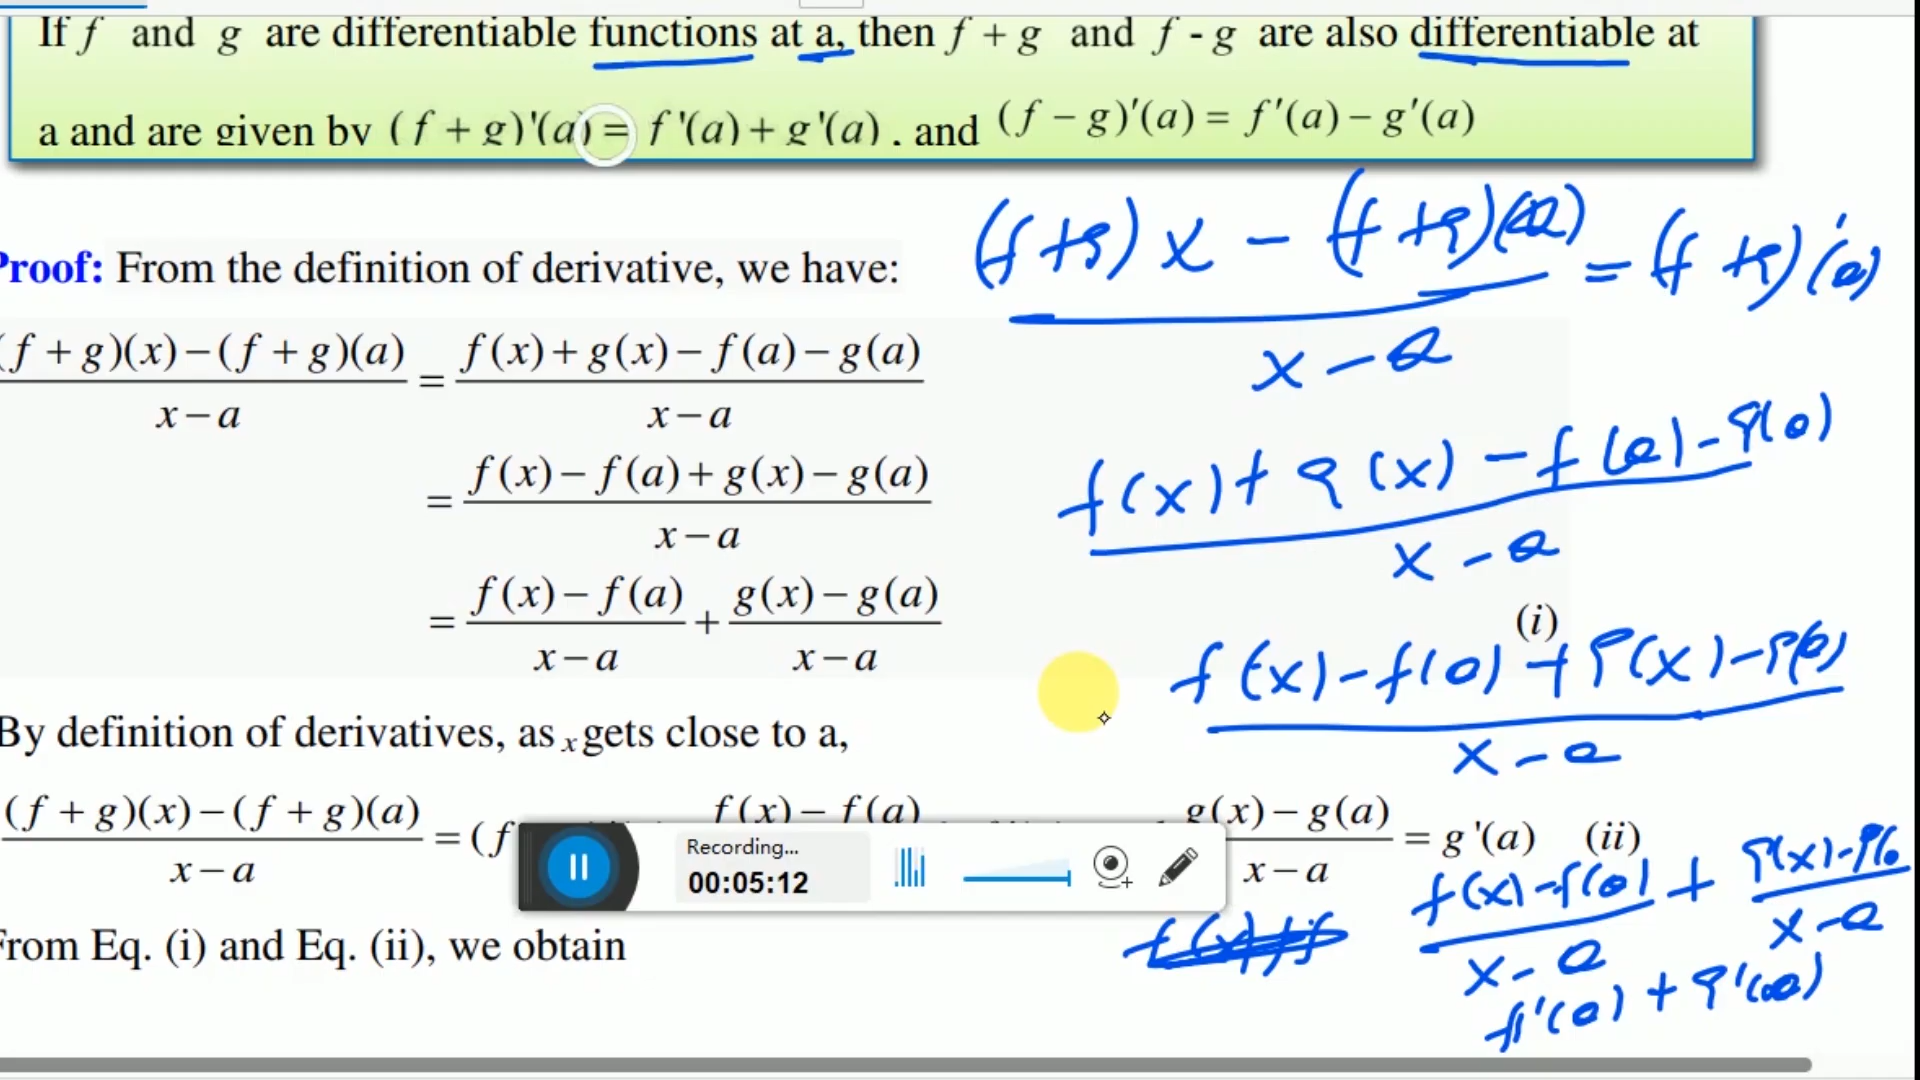 If f and g are differentiable functions at a, then f + g and f - g are also differentiable at
a and are given by (f + g)'(a) = f '(a) + g '(a) , and (f − g)′(a) = f′(a) − g′(a)
(f + g) x − (f + g)(a) = (f + g)'(a)
x − a
Proof: From the definition of derivative, we have:
(f + g)(x) − (f + g)(a) = f (x) + g(x) − f (a) − g(a)
x − a x − a
f(x) + g(x) − f(a) − g(a)
x − a
= f (x) − f (a) + g(x) − g(a)
x − a
= f (x) − f (a) + g(x) − g(a) (i)
x − a x − a
f(x) − f(a) + g(x) − g(a)
x − a
By definition of derivatives, as x gets close to a,
(f + g)(x) − (f + g)(a) = (f f (x) − f (a) g(x) − g(a) = g '(a) (ii)
x − a x − a
Recording...
00:05:12
f(x) − f(a) + g(x) − g(a
x − a x − a
f'(a) + g'(a)
From Eq. (i) and Eq. (ii), we obtain